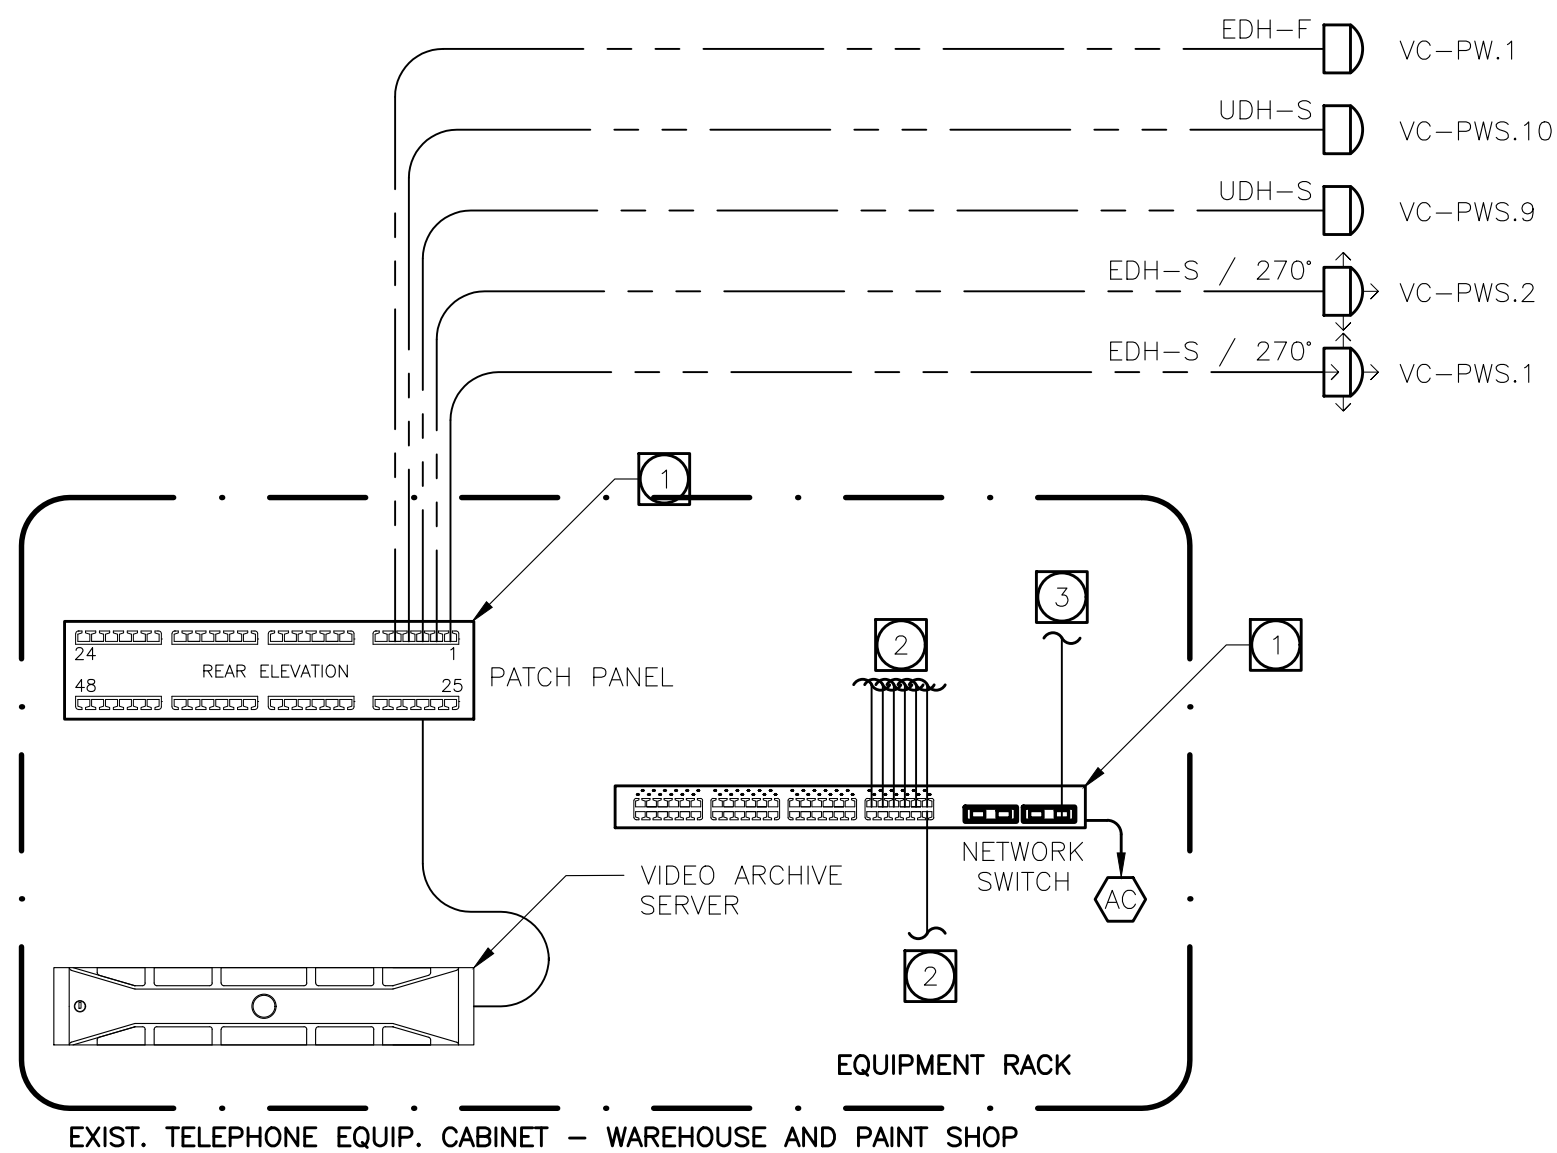 EDH-F
VC-PW.1
UDH-S
VC-PWS.10
UDH-S
VC-PWS.9
EDH-S / 270°
VC-PWS.2
EDH-S / 270°
VC-PWS.1
1
24
1
REAR ELEVATION
48
25
PATCH PANEL
3
2
1
NETWORK
SWITCH
VIDEO ARCHIVE
SERVER
AC
2
EQUIPMENT RACK
EXIST. TELEPHONE EQUIP. CABINET - WAREHOUSE AND PAINT SHOP